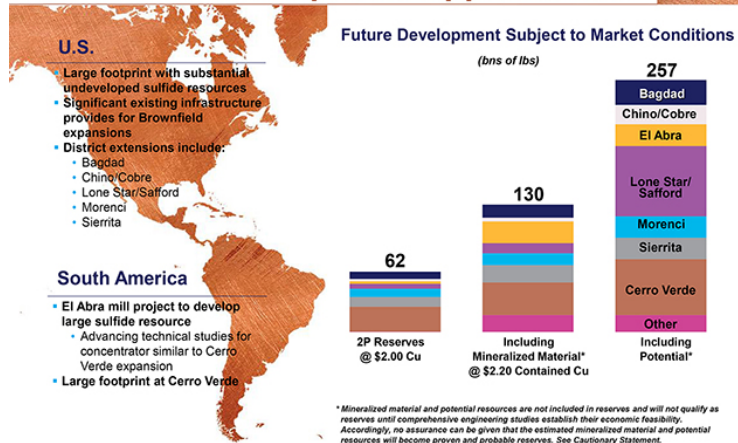 U.S.
Large footprint with substantial
undeveloped sulfide resources
Significant existing infrastructure
provides for Brownfield
expansions
District extensions include:
Bagdad
Chino/Cobre
Lone Star/Safford
Morenci
Sierrita
South America
El Abra mill project to develop
large sulfide resource
Advancing technical studies for
concentrator similar to Cerro
Verde expansion
Large footprint at Cerro Verde
Future Development Subject to Market Conditions
(bns of lbs)
62
130
257
Bagdad
Chino/Cobre
El Abra
Lone Star/
Safford
Morenci
Sierrita
Cerro Verde
Other
2P Reserves
@ $2.00 Cu
Including
Mineralized Material*
@ $2.20 Contained Cu
Including
Potential*
* Mineralized material and potential resources are not included in reserves and will not qualify as
reserves until comprehensive engineering studies establish their economic feasibility.
Accordingly, no assurance can be given that the estimated mineralized material and potential
resources will become proven and probable reserves. See Cautionary Statement.